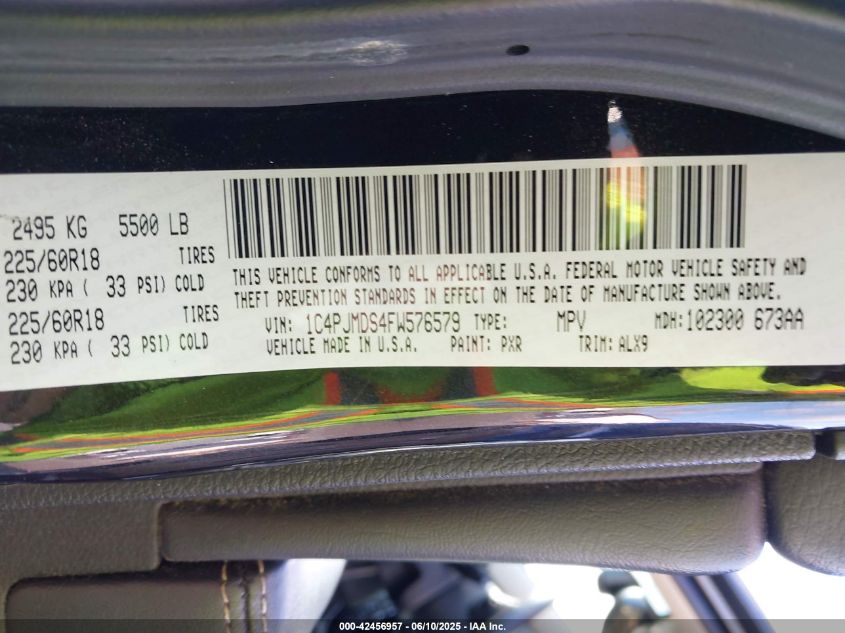 2495 KG 5500 LB
225/60R18 TIRES
230 KPA ( 33 PSI) COLD
225/60R18 TIRES
230 KPA ( 33 PSI) COLD
THIS VEHICLE CONFORMS TO ALL APPLICABLE U.S.A. FEDERAL MOTOR VEHICLE SAFETY AND
THEFT PREVENTION STANDARDS IN EFFECT ON THE DATE OF MANUFACTURE SHOWN ABOVE.
VIN: 1C4PJMDS4FW576579 TYPE: MPV MDH: 102300 673AA
VEHICLE MADE IN U.S.A. PAINT: PXR TRIM: ALX9
000-42456957 - 06/10/2025 - IAA Inc.